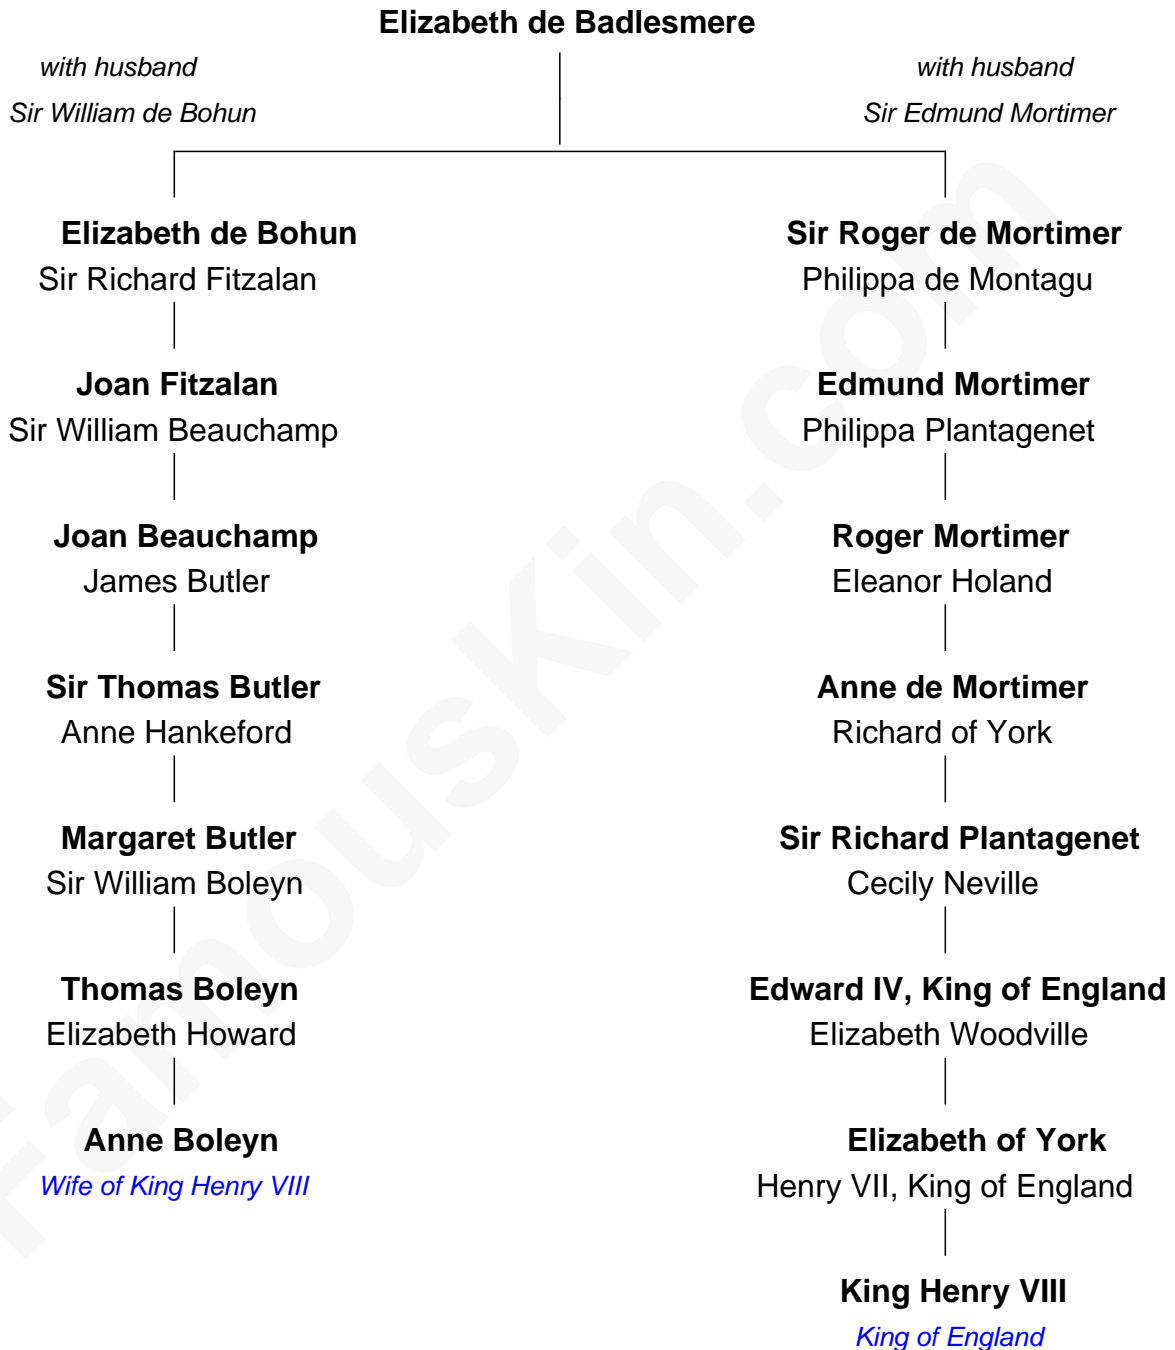 Elizabeth de Badlesmere
with husband
Sir William de Bohun
with husband
Sir Edmund Mortimer
Elizabeth de Bohun
Sir Richard Fitzalan
Joan Fitzalan
Sir William Beauchamp
Joan Beauchamp
James Butler
Sir Thomas Butler
Anne Hankeford
Margaret Butler
Sir William Boleyn
Thomas Boleyn
Elizabeth Howard
Anne Boleyn
Wife of King Henry VIII
Sir Roger de Mortimer
Philippa de Montagu
Edmund Mortimer
Philippa Plantagenet
Roger Mortimer
Eleanor Holand
Anne de Mortimer
Richard of York
Sir Richard Plantagenet
Cecily Neville
Edward IV, King of England
Elizabeth Woodville
Elizabeth of York
Henry VII, King of England
King Henry VIII
King of England
FamousKin.com